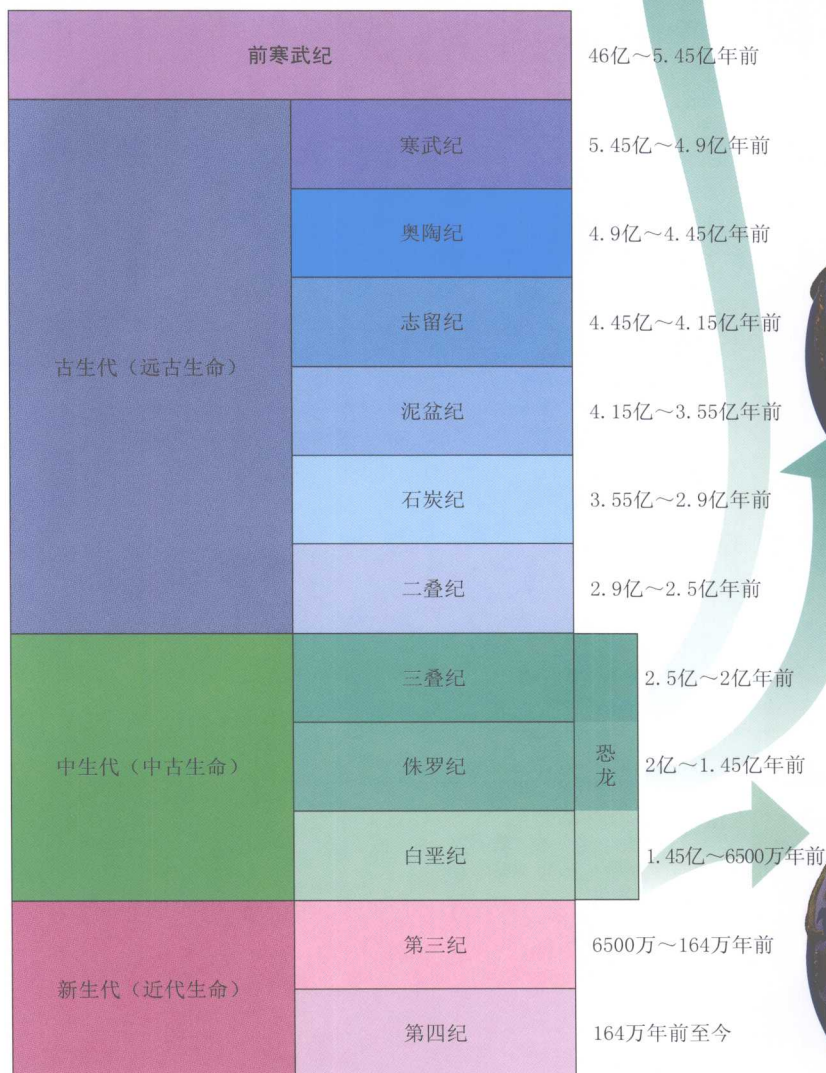 前寒武纪 46亿～5.45亿年前
古生代（远古生命）
寒武纪 5.45亿～4.9亿年前
奥陶纪 4.9亿～4.45亿年前
志留纪 4.45亿～4.15亿年前
泥盆纪 4.15亿～3.55亿年前
石炭纪 3.55亿～2.9亿年前
二叠纪 2.9亿～2.5亿年前
中生代（中古生命）
三叠纪 2.5亿～2亿年前
侏罗纪 2亿～1.45亿年前
白垩纪 1.45亿～6500万年前
恐龙
新生代（近代生命）
第三纪 6500万～164万年前
第四纪 164万年前至今